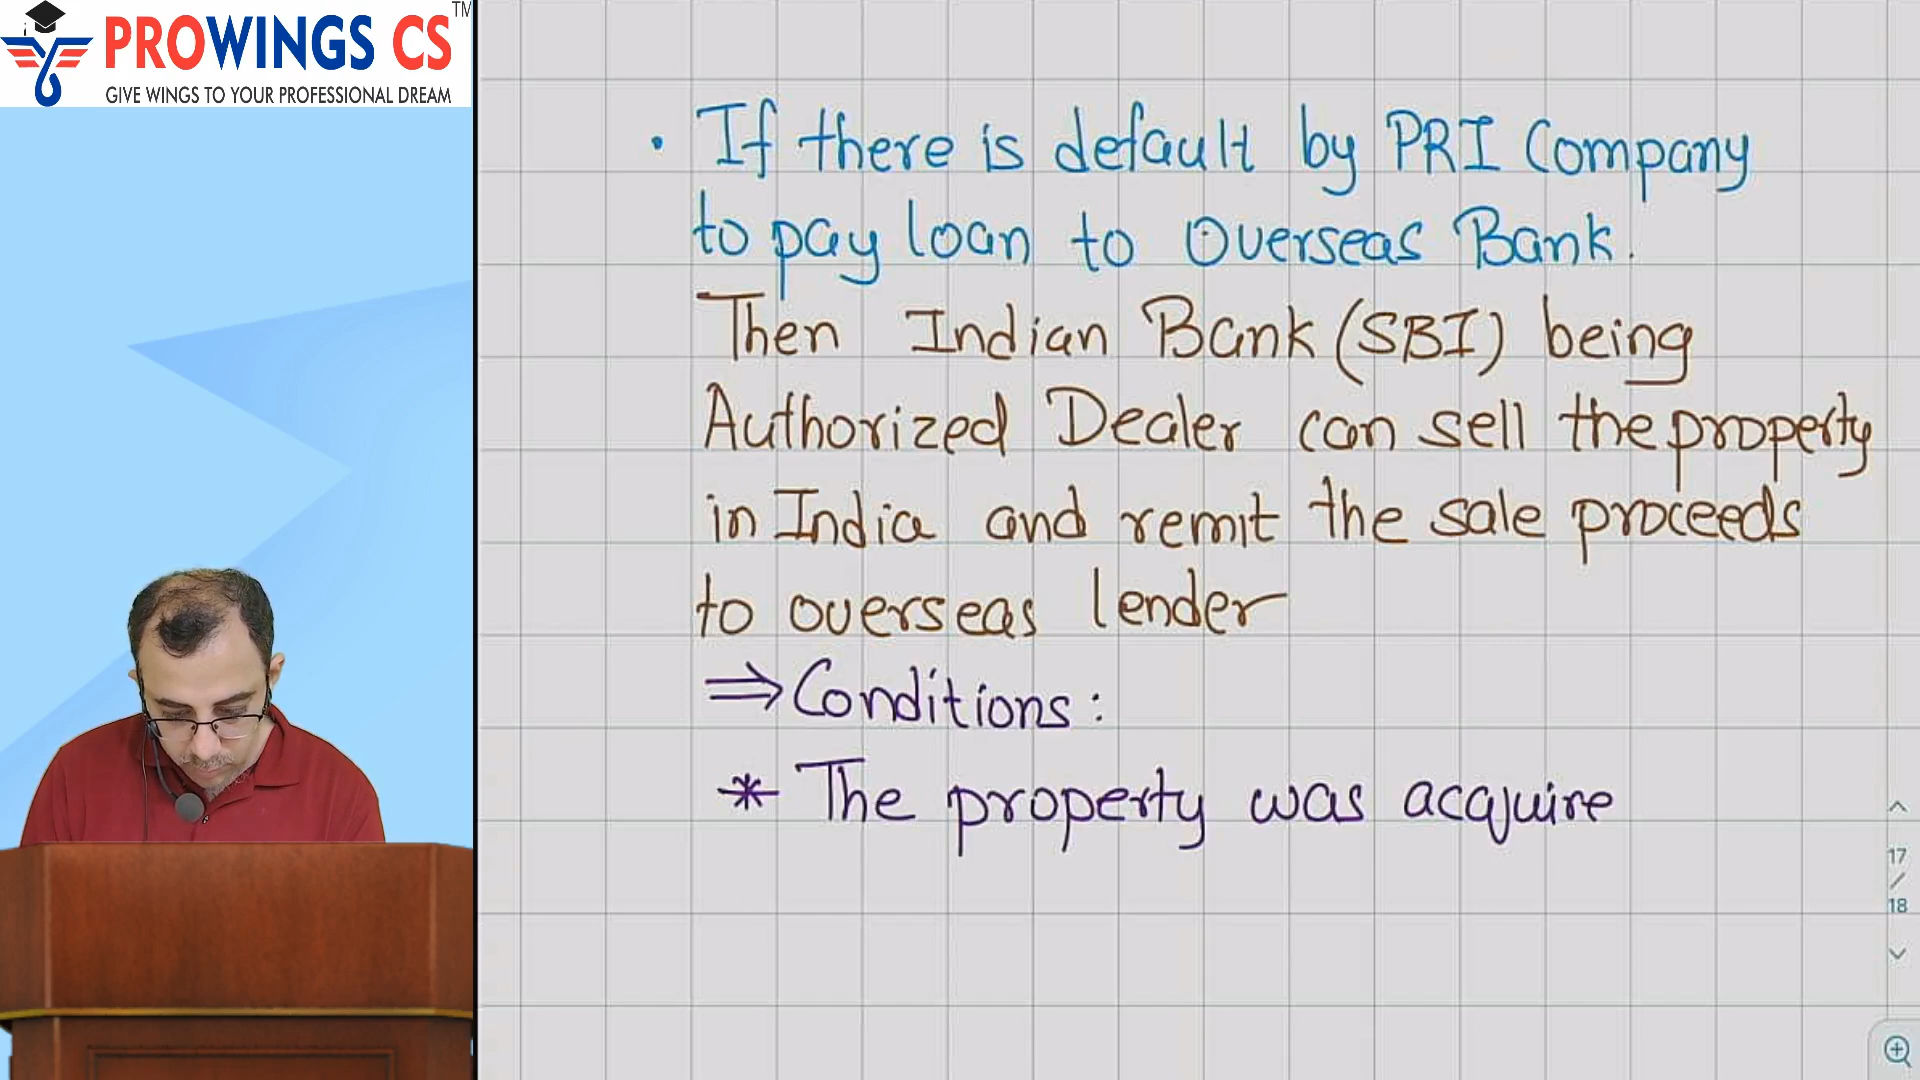 PROWINGS CS TM
GIVE WINGS TO YOUR PROFESSIONAL DREAM
• If there is default by PRI Company
to pay loan to Overseas Bank.
Then Indian Bank (SBI) being
Authorized Dealer can sell the property
in India and remit the sale proceeds
to overseas lender
⇒ Conditions:
* The property was acquire
17
/
18